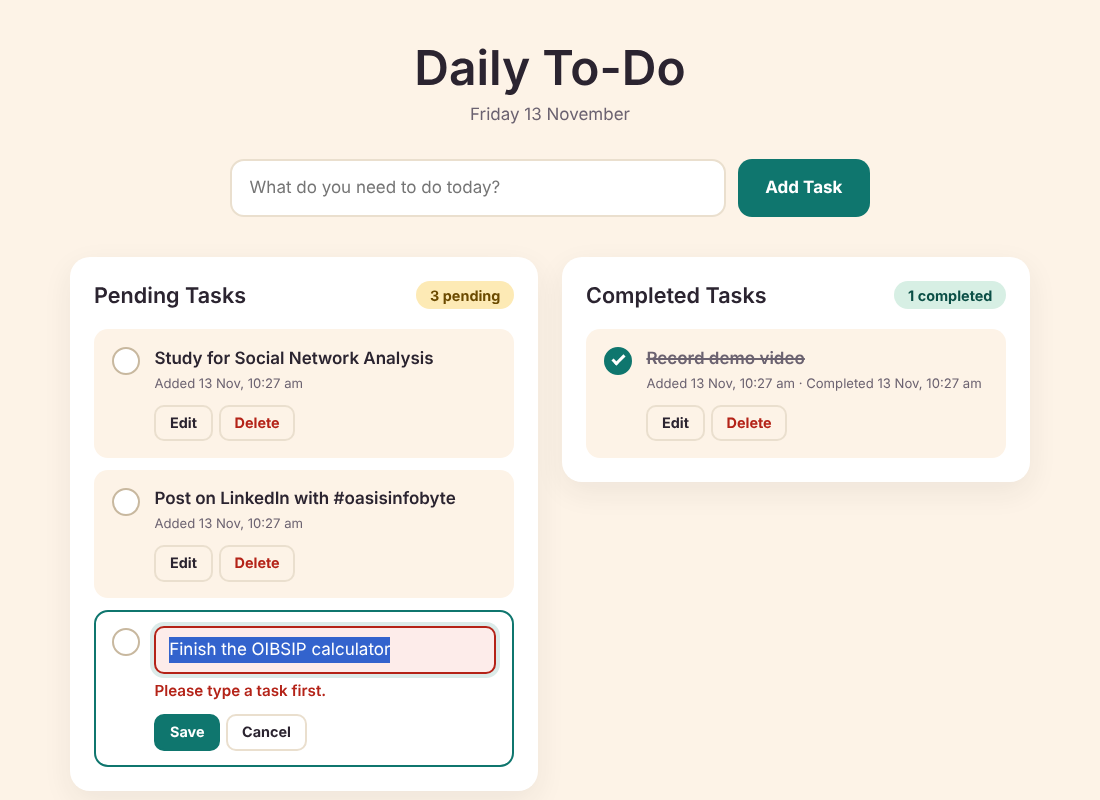 Daily To-Do
Friday 13 November
What do you need to do today?
Add Task
Pending Tasks
3 pending
Study for Social Network Analysis
Added 13 Nov, 10:27 am
Edit
Delete
Post on LinkedIn with #oasisinfobyte
Added 13 Nov, 10:27 am
Edit
Delete
Finish the OIBSIP calculator
Please type a task first.
Save
Cancel
Completed Tasks
1 completed
Record demo video
Added 13 Nov, 10:27 am · Completed 13 Nov, 10:27 am
Edit
Delete